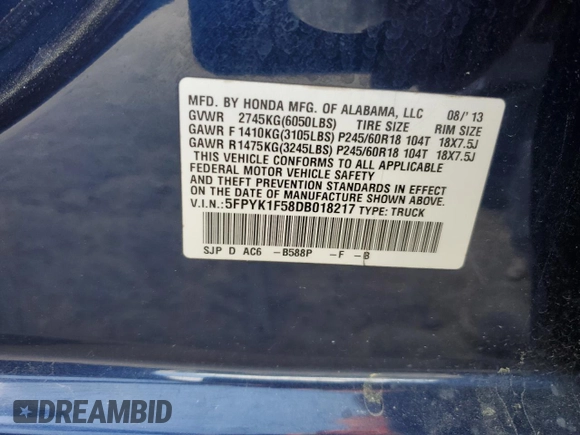 MFD. BY HONDA MFG. OF ALABAMA, LLC 08/'13
GVWR 2745KG(6050LBS) TIRE SIZE RIM SIZE
GAWR F 1410KG(3105LBS) P245/60R18 104T 18X7.5J
GAWR R1475KG(3245LBS) P245/60R18 104T 18X7.5J
THIS VEHICLE CONFORMS TO ALL APPLICABLE
FEDERAL MOTOR VEHICLE SAFETY
AND THEFT PREVENTION STANDARDS IN EFFECT
ON THE DATE OF MANUFACTURE SHOWN ABOVE.
V.I.N.:5FPYK1F58DB018217 TYPE: TRUCK
SJP D AC6 -B588P -F -B
DREAMBID